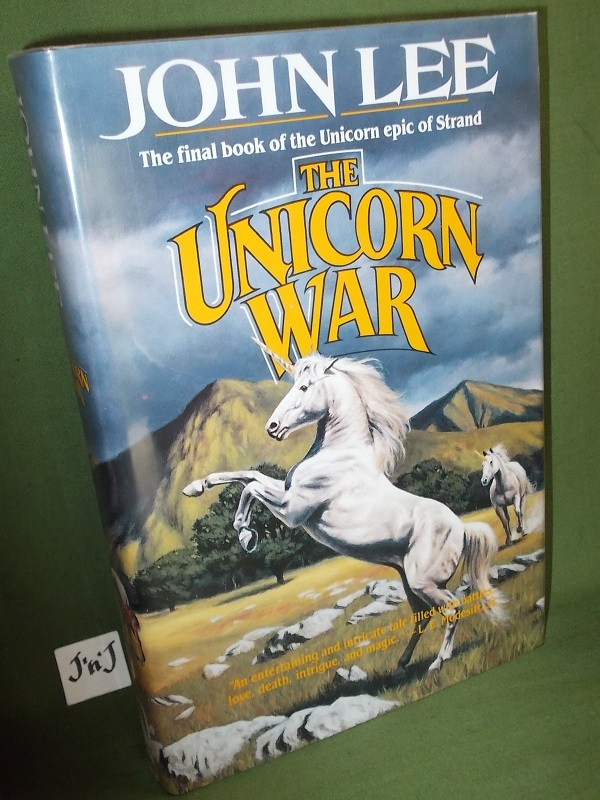 JOHN LEE
The final book of the Unicorn epic of Strand
THE
UNICORN
WAR
"An entertaining and intricate tale filled with battle,
love, death, intrigue, and magic." — L. E. Modesitt, Jr.
J'n'J